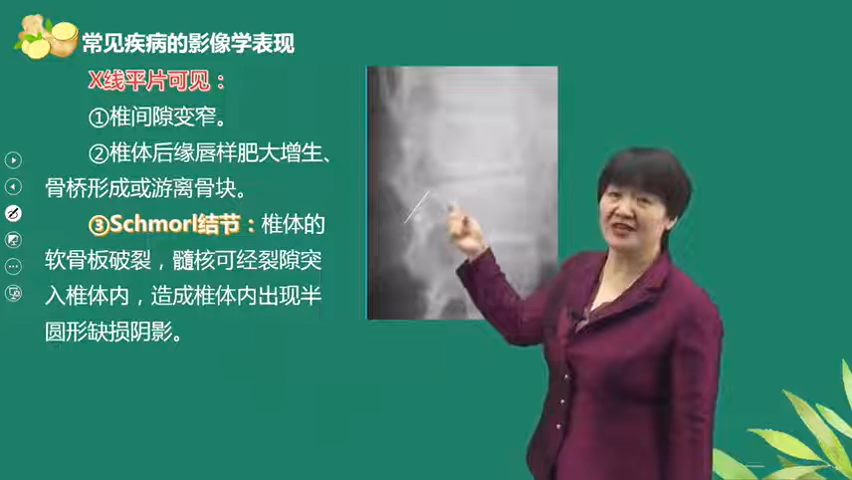 常见疾病的影像学表现
X线平片可见：
①椎间隙变窄。
②椎体后缘唇样肥大增生、
骨桥形成或游离骨块。
③Schmorl结节：椎体的
软骨板破裂，髓核可经裂隙突
入椎体内，造成椎体内出现半
圆形缺损阴影。